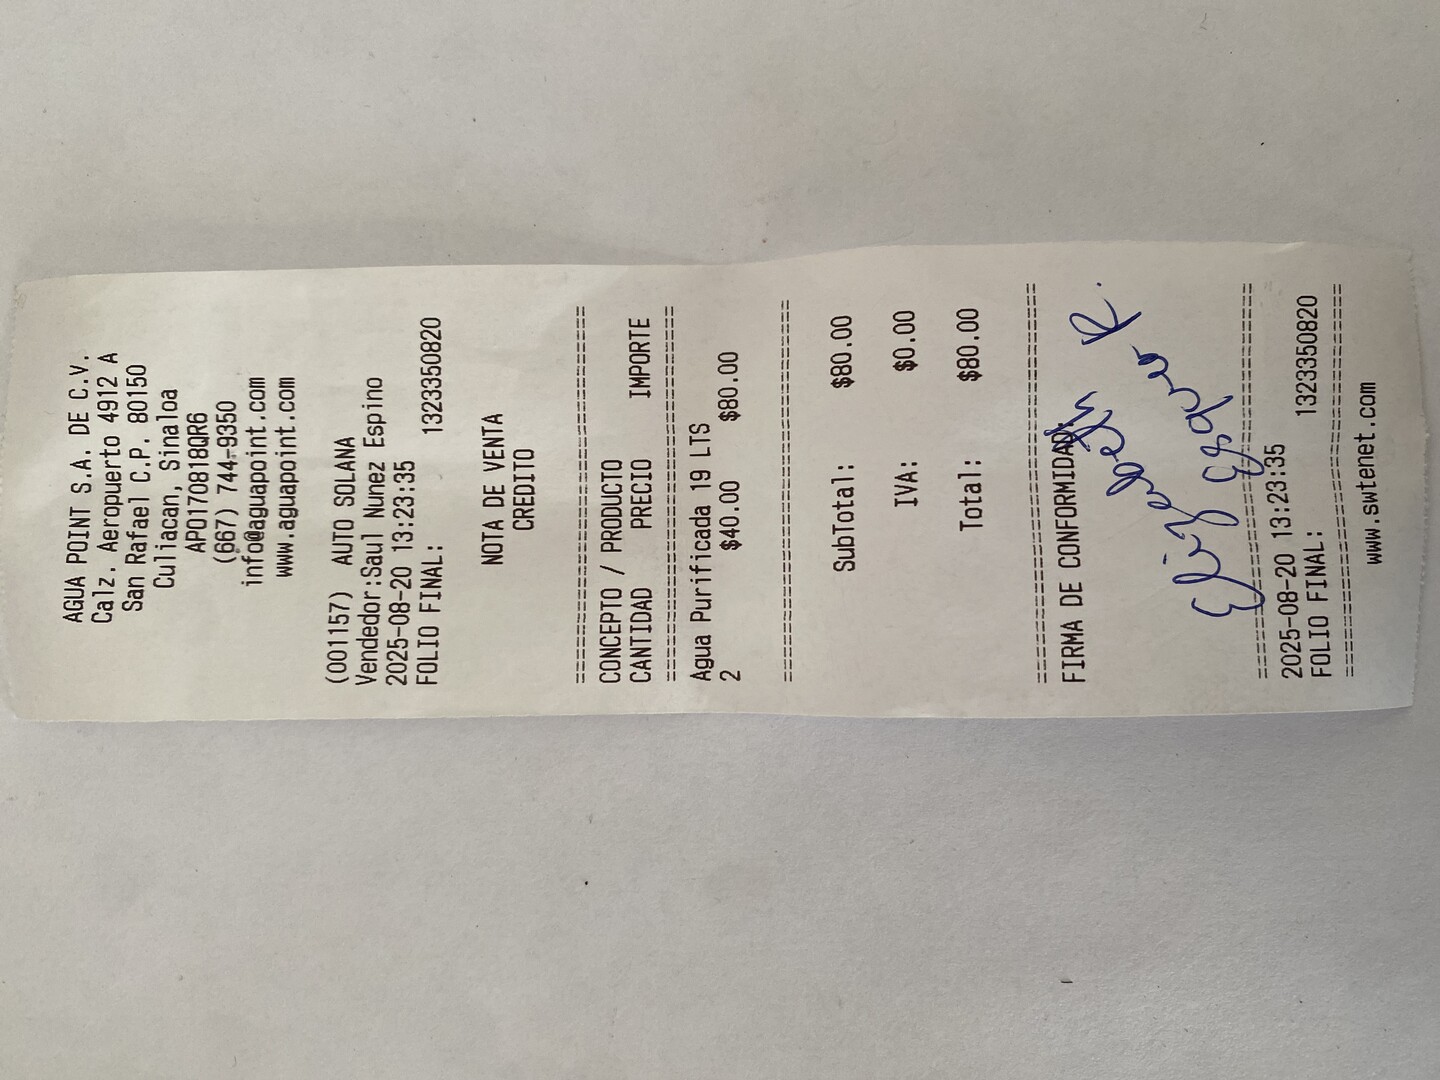 AGUA POINT S.A. DE C.V.
Calz. Aeropuerto 4912 A
San Rafael C.P. 80150
Culiacan, Sinaloa
APO170818QR6
(667) 744-9350
info@aguapoint.com
www.aguapoint.com
(001157) AUTO SOLANA
Vendedor:Saul Nunez Espino
2025-08-20 13:23:35
FOLIO FINAL: 1323350820
NOTA DE VENTA
CREDITO
==========================================
CONCEPTO / PRODUCTO
CANTIDAD PRECIO IMPORTE
==========================================
Agua Purificada 19 LTS
2 $40.00 $80.00
==========================================
SubTotal: $80.00
IVA: $0.00
Total: $80.00
==========================================
FIRMA DE CONFORMIDAD.
Elizabeth R.
==========================================
2025-08-20 13:23:35
FOLIO FINAL: 1323350820
==========================================
www.swtenet.com